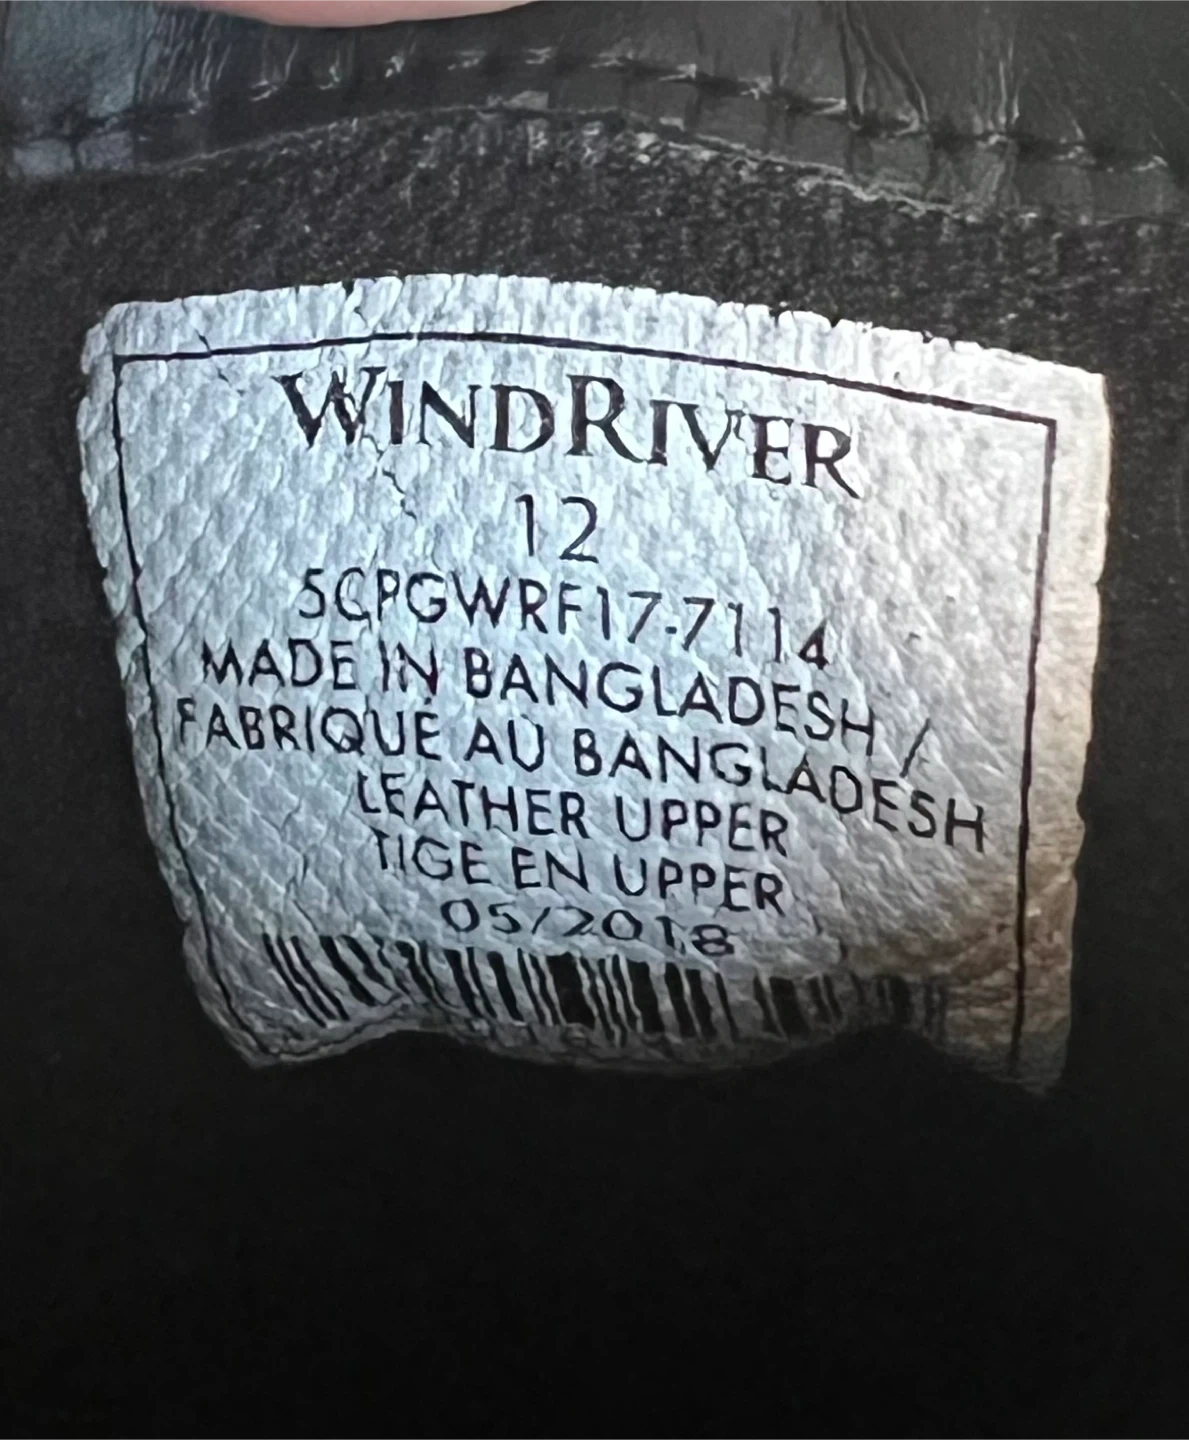 WINDRIVER
12
5CPGWRF17-7114
MADE IN BANGLADESH /
FABRIQUÉ AU BANGLADESH
LEATHER UPPER
TIGE EN UPPER
05/2018